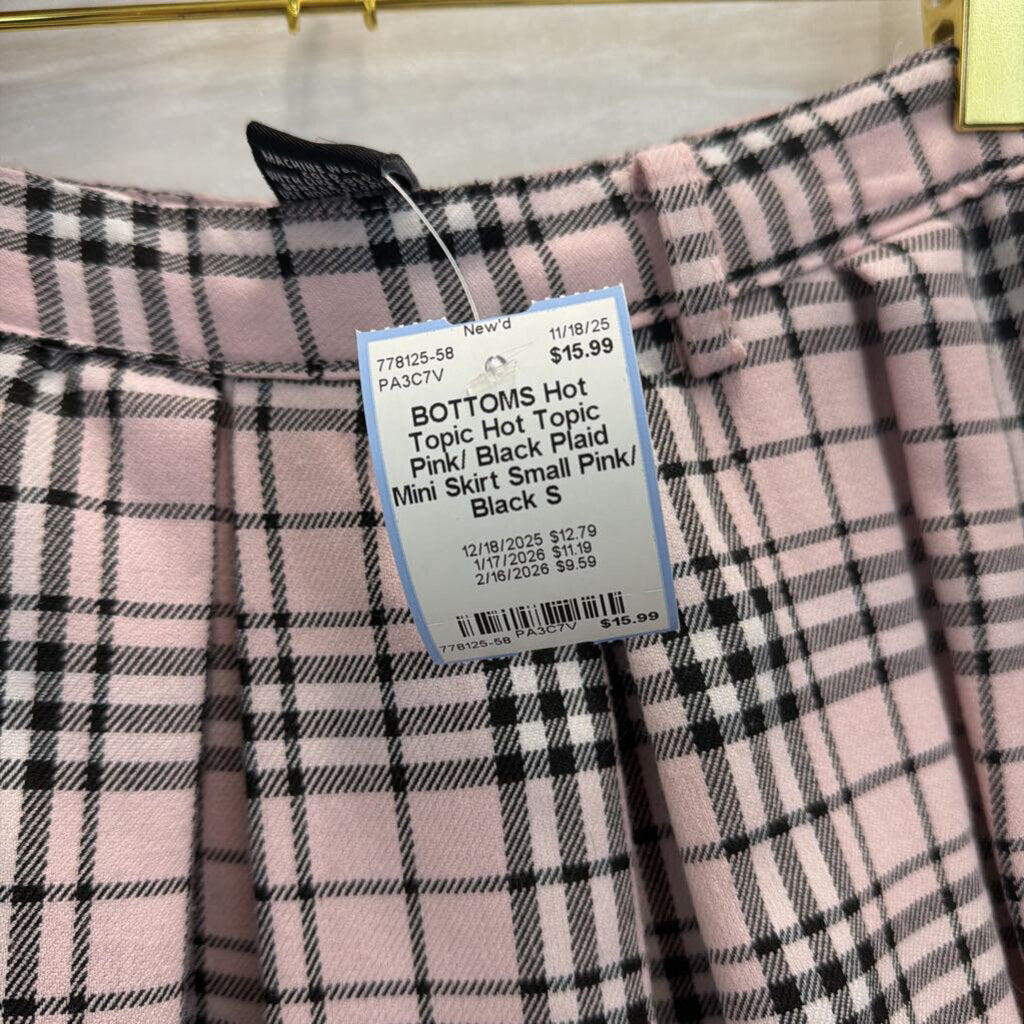 New'd
778125-58 11/18/25
PA3C7V $15.99
BOTTOMS Hot
Topic Hot Topic
Pink/ Black Plaid
Mini Skirt Small Pink/
Black S
12/18/2025 $12.79
1/17/2026 $11.19
2/16/2026 $9.59
778125-58 PA3C7V $15.99
MACHINE